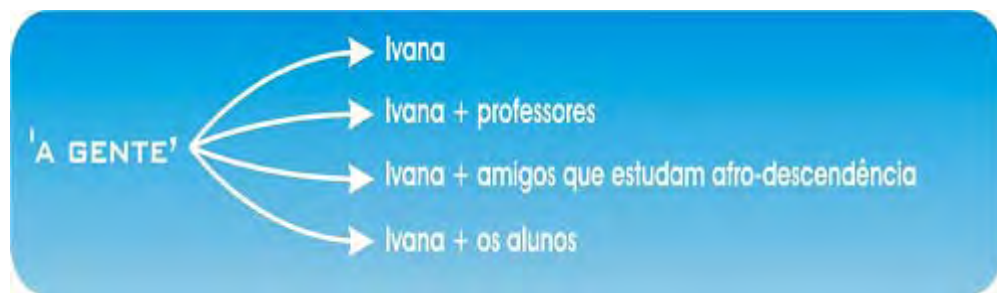 'A GENTE'
Ivana
Ivana + professores
Ivana + amigos que estudam afro-descendência
Ivana + os alunos